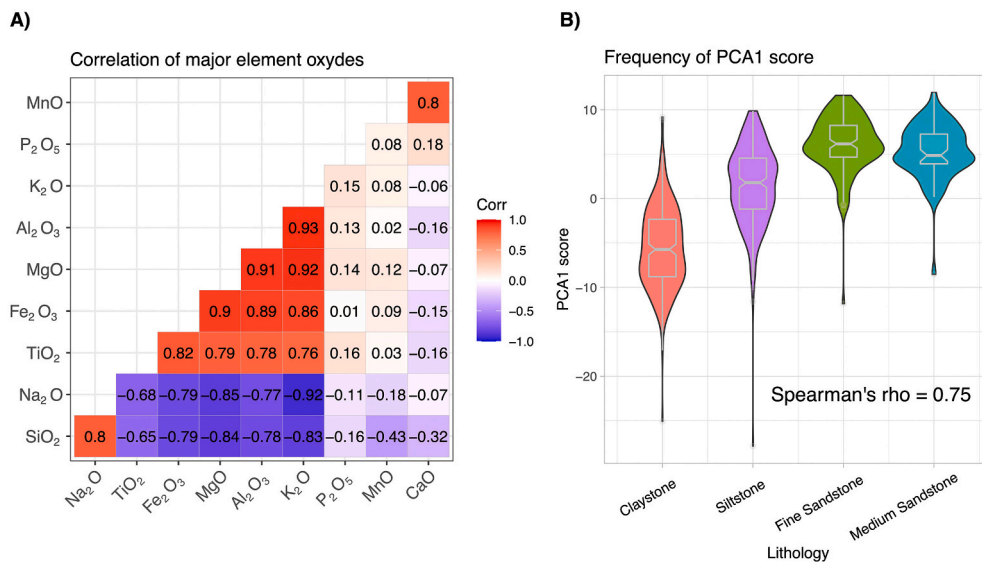 A)
Correlation of major element oxydes
MnO 0.8
P₂O₅ 0.08 0.18
K₂O 0.15 0.08 −0.06
Al₂O₃ 0.93 0.13 0.02 −0.16
MgO 0.91 0.92 0.14 0.12 −0.07
Fe₂O₃ 0.9 0.89 0.86 0.01 0.09 −0.15
TiO₂ 0.82 0.79 0.78 0.76 0.16 0.03 −0.16
Na₂O −0.68 −0.79 −0.85 −0.77 −0.92 −0.11 −0.18 −0.07
SiO₂ 0.8 −0.65 −0.79 −0.84 −0.78 −0.83 −0.16 −0.43 −0.32
Na₂O TiO₂ Fe₂O₃ MgO Al₂O₃ K₂O P₂O₅ MnO CaO
Corr
1.0
0.5
0.0
−0.5
−1.0
B)
Frequency of PCA1 score
PCA1 score
10
0
−10
−20
Spearman's rho = 0.75
Claystone Siltstone Fine Sandstone Medium Sandstone
Lithology